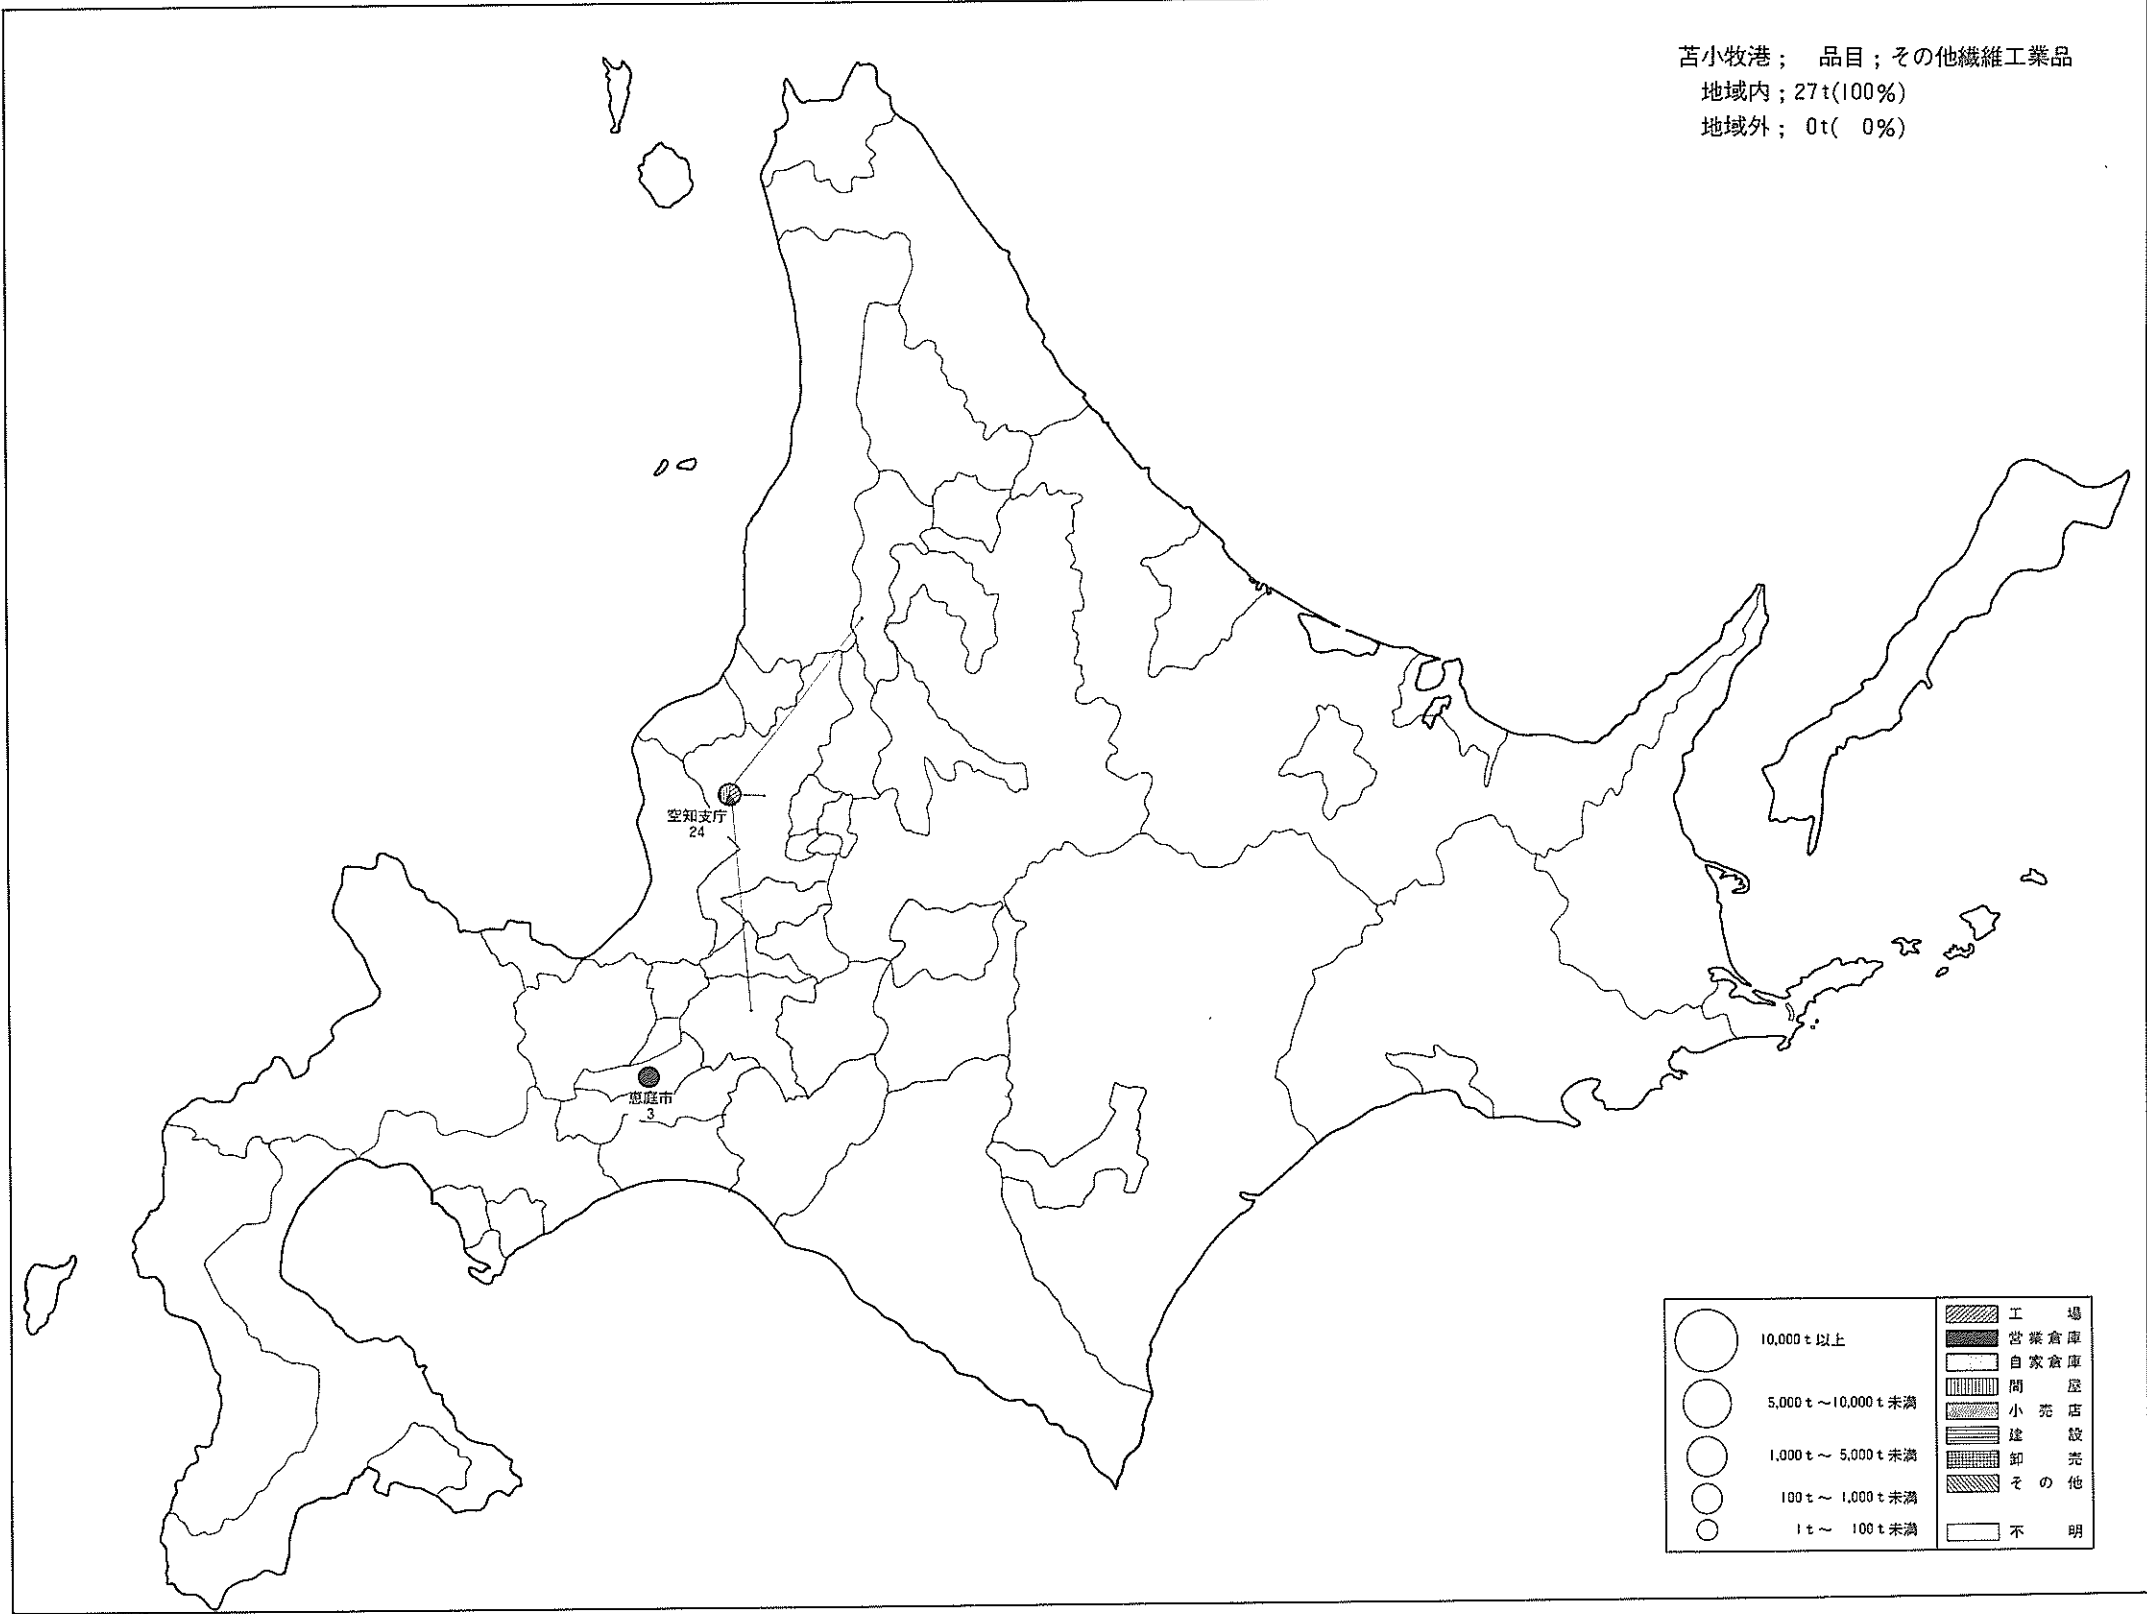 苫小牧港； 品目；その他繊維工業品
地域内；27t(100%)
地域外； 0t( 0%)
空知支庁
24
恵庭市
3
10,000t以上
5,000t～10,000t未満
1,000t～ 5,000t未満
100t～ 1,000t未満
1t～ 100t未満
工場
営業倉庫
自家倉庫
問屋
小売店
建設
卸売
その他
不明